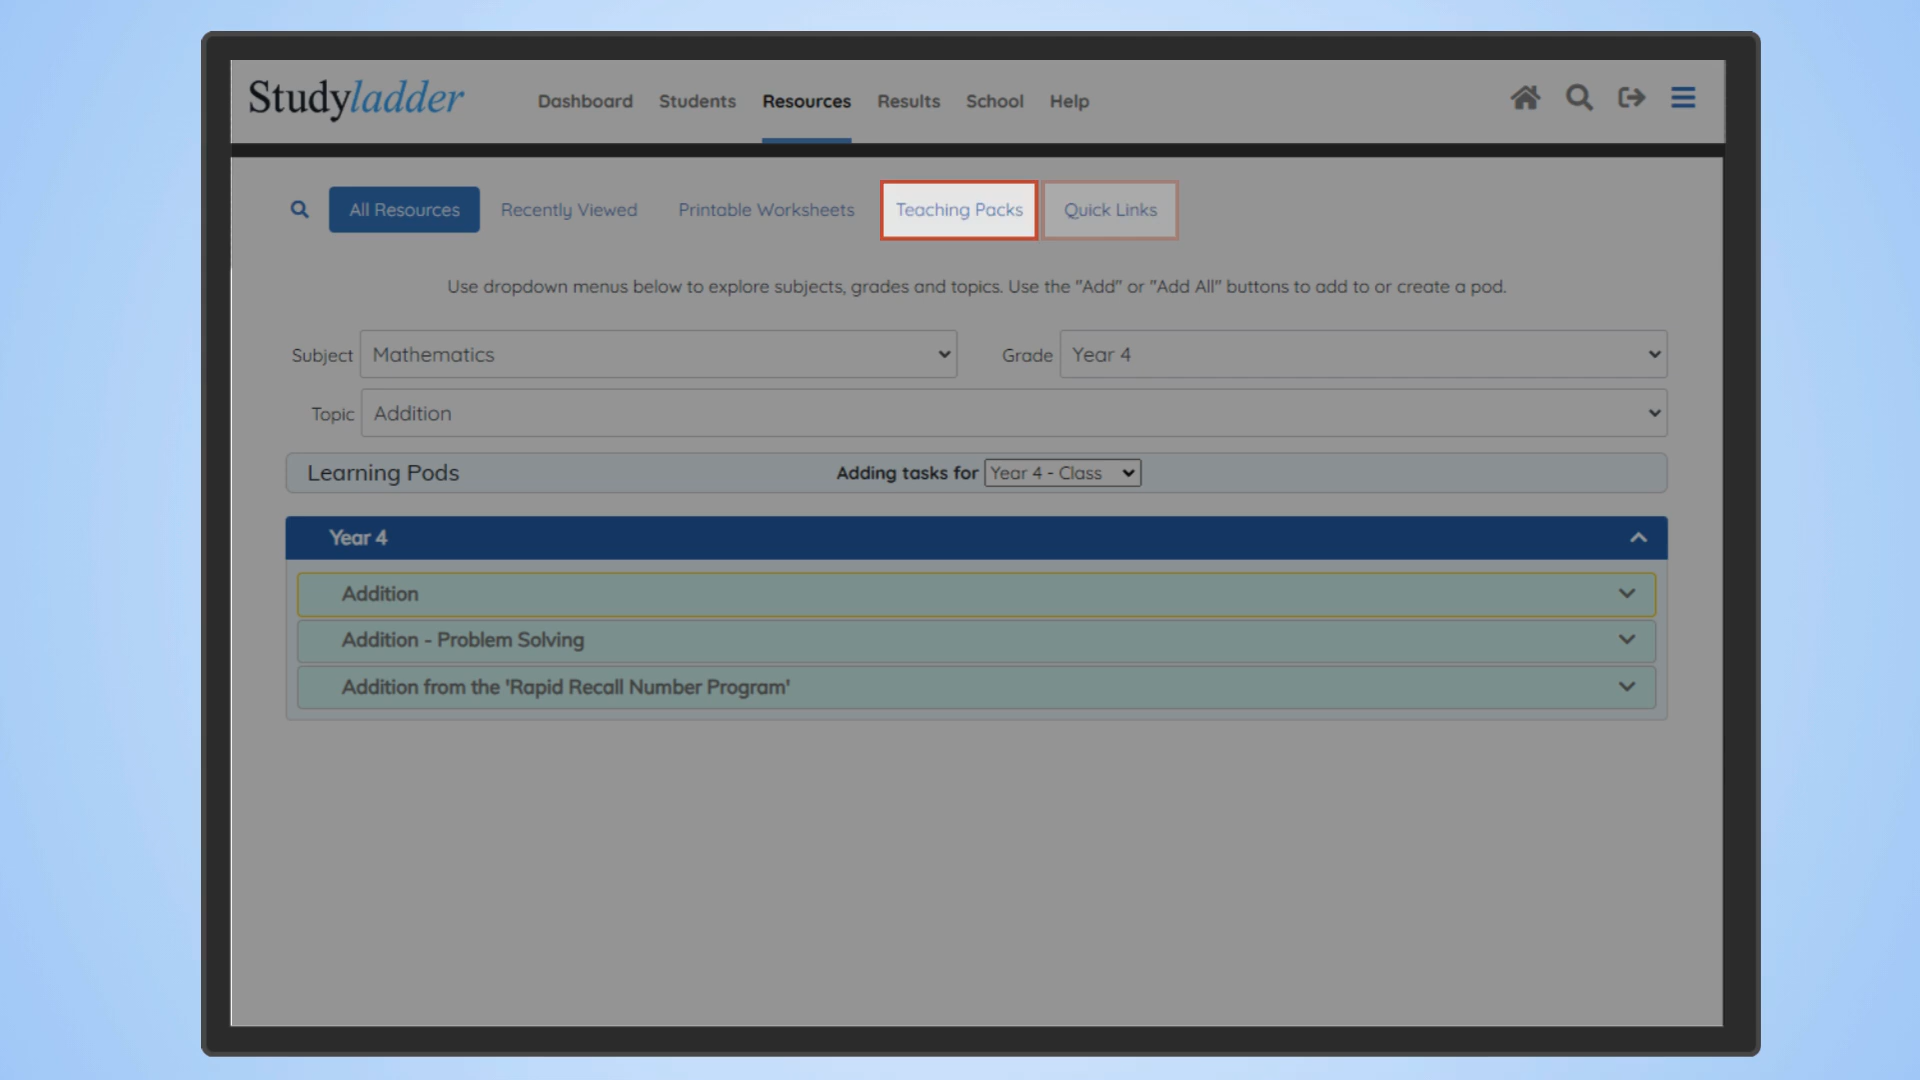 Studyladder
Dashboard Students Resources Results School Help
All Resources Recently Viewed Printable Worksheets Teaching Packs Quick Links
Use dropdown menus below to explore subjects, grades and topics. Use the "Add" or "Add All" buttons to add to or create a pod.
Subject Mathematics Grade Year 4
Topic Addition
Learning Pods Adding tasks for Year 4 - Class
Year 4
Addition
Addition - Problem Solving
Addition from the 'Rapid Recall Number Program'